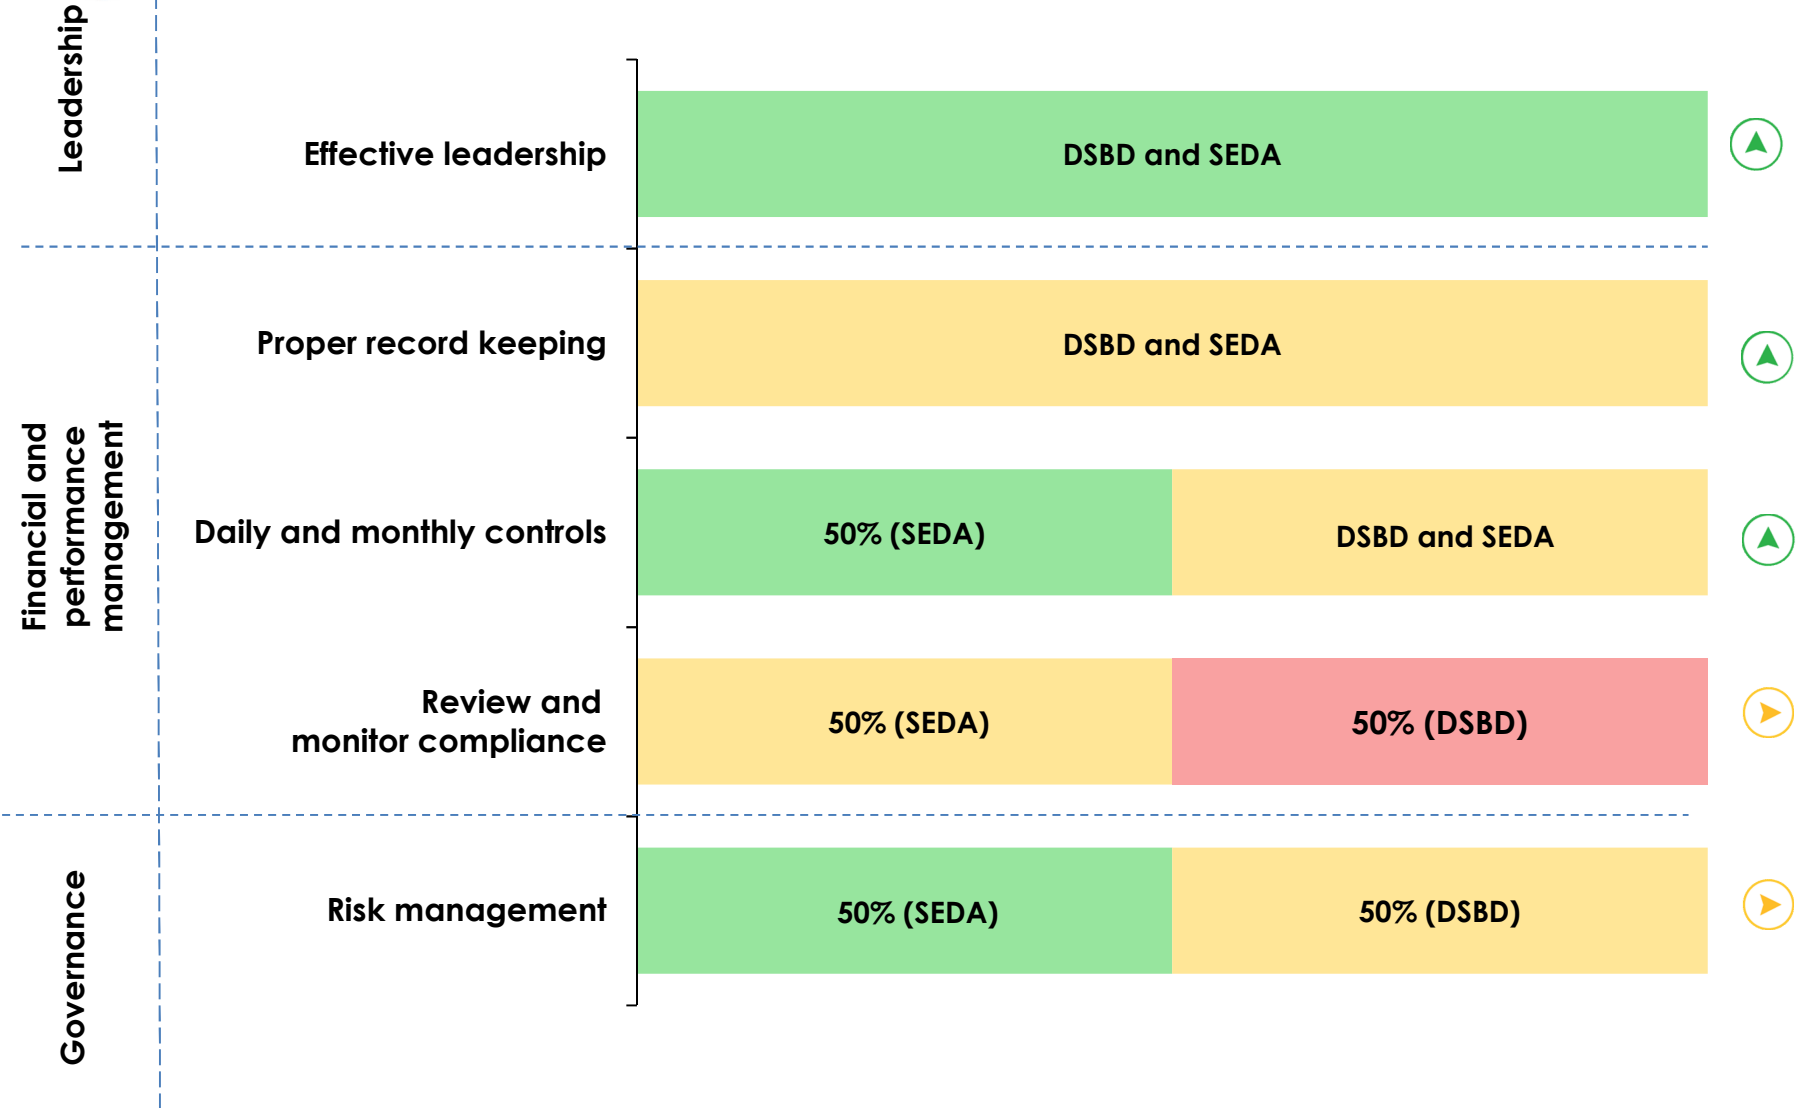 Leadership
Effective leadership
DSBD and SEDA
Financial and
performance
management
Proper record keeping
DSBD and SEDA
Daily and monthly controls
50% (SEDA)
DSBD and SEDA
Review and
monitor compliance
50% (SEDA)
50% (DSBD)
Governance
Risk management
50% (SEDA)
50% (DSBD)